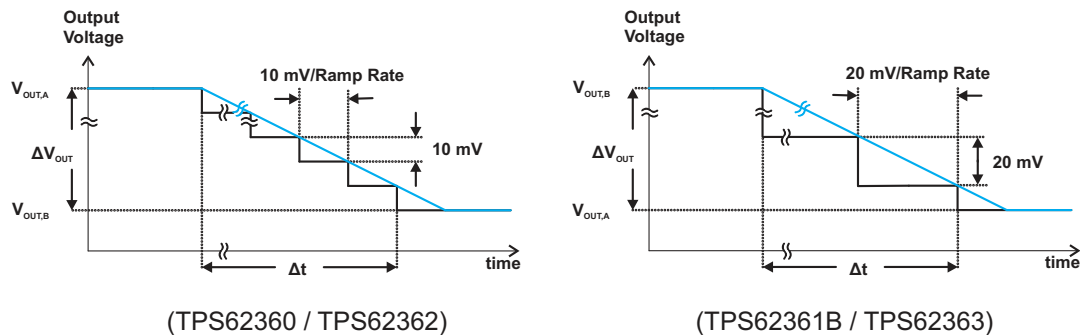 Output
Voltage
10 mV/Ramp Rate
V_OUT,A
ΔV_OUT
10 mV
V_OUT,B
time
Δt
(TPS62360 / TPS62362)
Output
Voltage
20 mV/Ramp Rate
V_OUT,B
ΔV_OUT
20 mV
V_OUT,A
time
Δt
(TPS62361B / TPS62363)